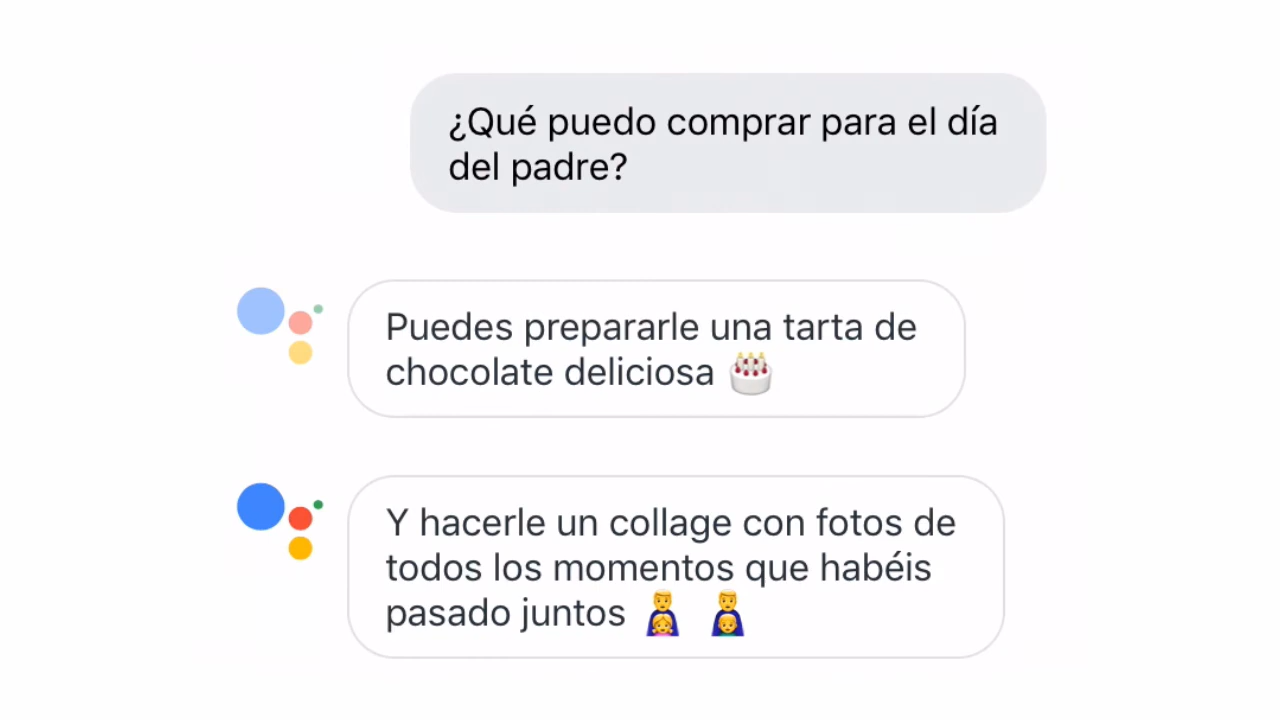 ¿Qué puedo comprar para el día
del padre?
Puedes prepararle una tarta de
chocolate deliciosa 🎂
Y hacerle un collage con fotos de
todos los momentos que habéis
pasado juntos 👨‍👧 👨‍👦